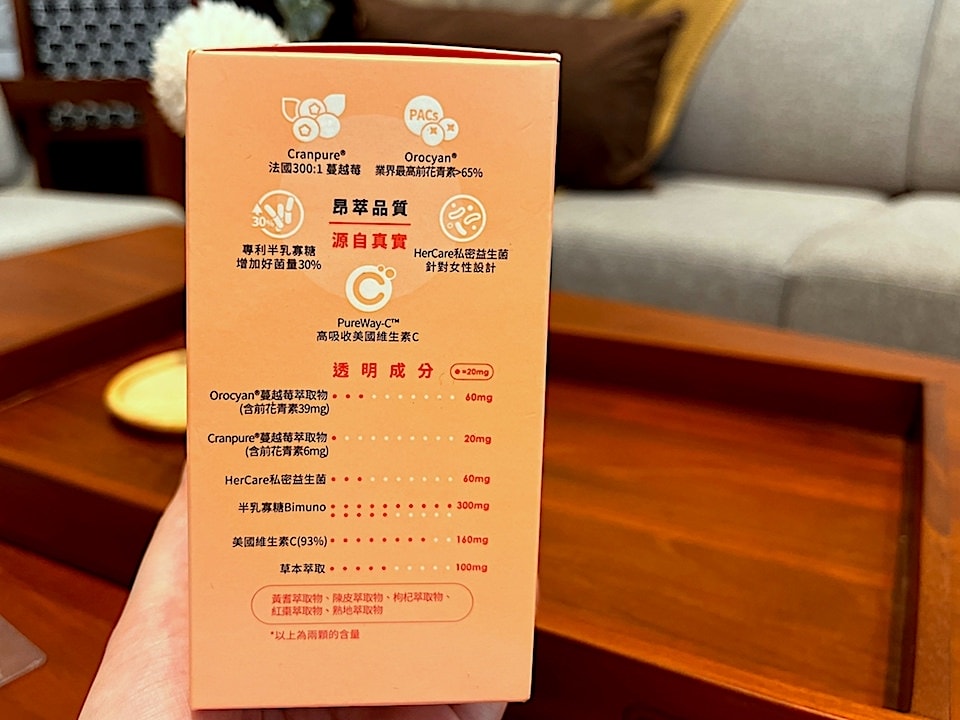 PACs
Cranpure®
法國300:1 蔓越莓
Orocyan®
業界最高前花青素>65%
30%
專利半乳寡糖
增加好菌量30%
昂萃品質
源自真實
HerCare私密益生菌
針對女性設計
C
PureWay-C™
高吸收美國維生素C
透明成分
=20mg
Orocyan®蔓越莓萃取物
(含前花青素39mg)
60mg
Cranpure®蔓越莓萃取物
(含前花青素6mg)
20mg
HerCare私密益生菌
60mg
半乳寡糖Bimuno
300mg
美國維生素C(93%)
160mg
草本萃取
100mg
黃耆萃取物、陳皮萃取物、枸杞萃取物、
紅棗萃取物、熟地萃取物
*以上為兩顆的含量